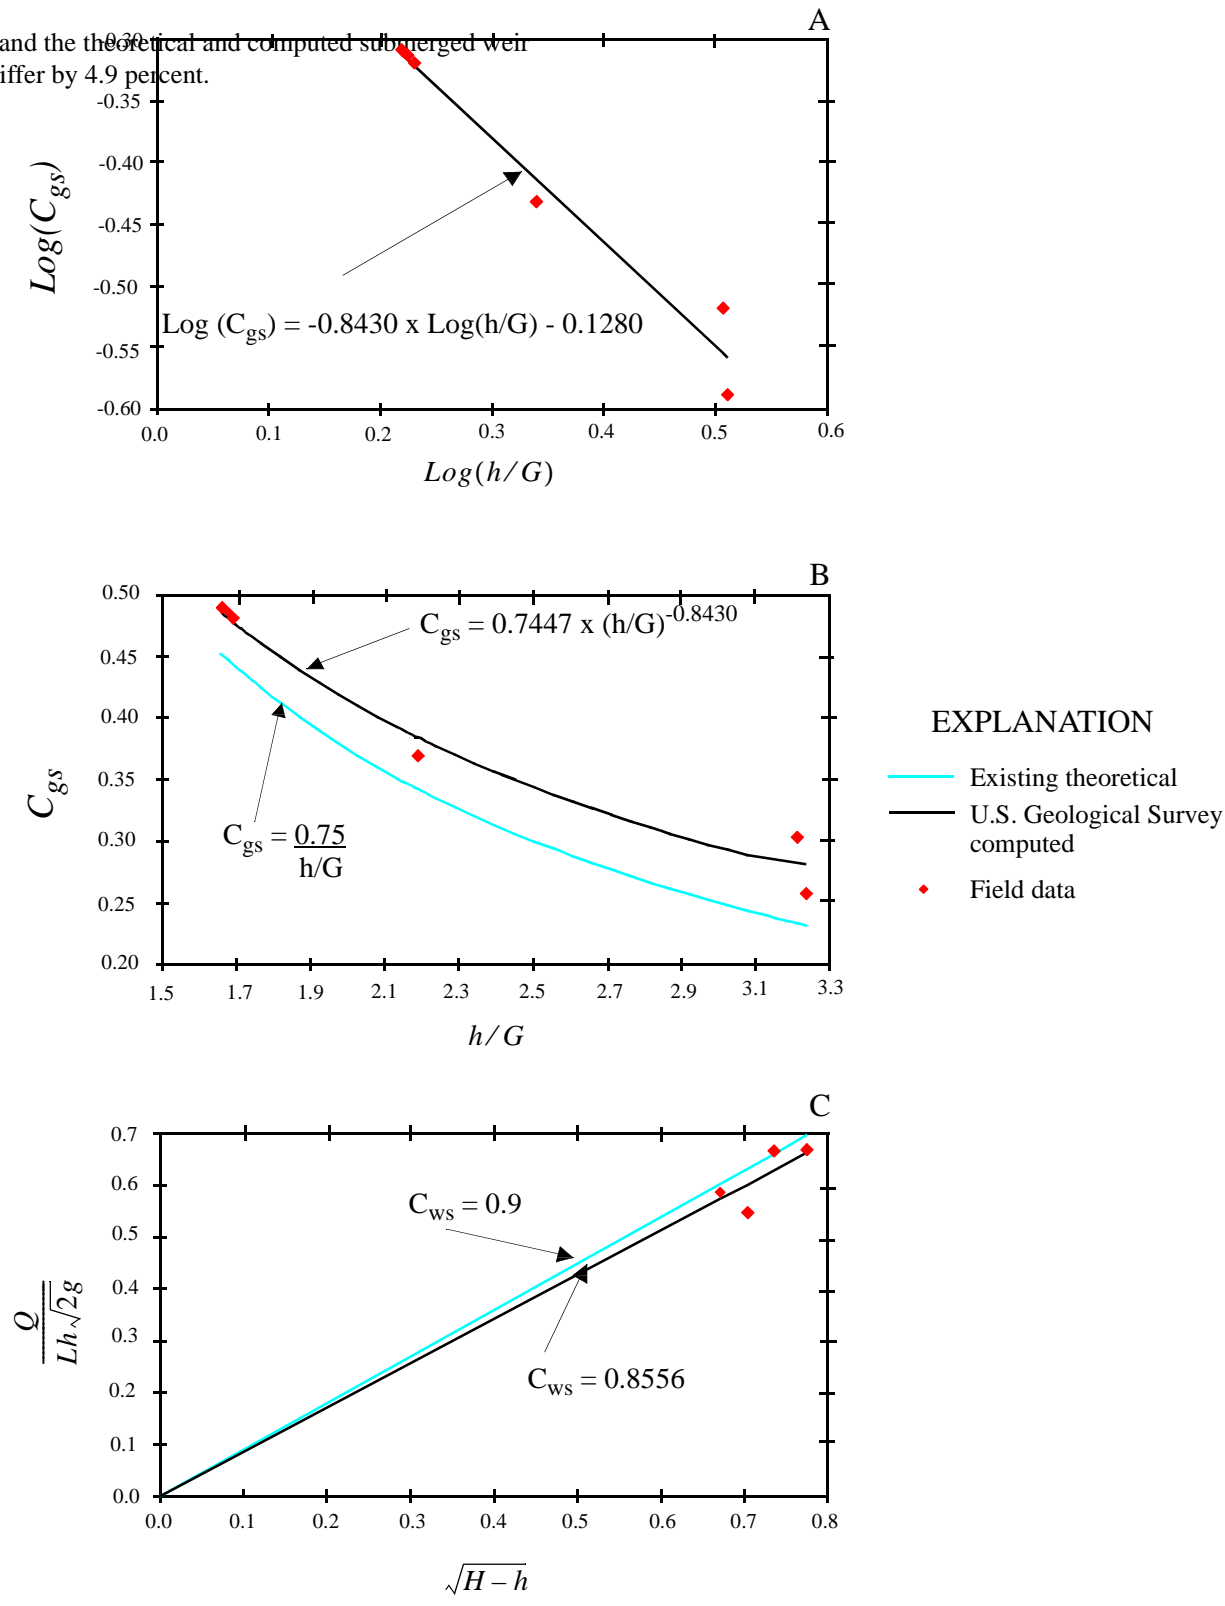 A
and the theoretical and computed submerged weir
iffer by 4.9 percent.
-0.30
-0.35
-0.40
-0.45
-0.50
-0.55
-0.60
Log(Cgs)
Log (Cgs) = -0.8430 x Log(h/G) - 0.1280
0.0 0.1 0.2 0.3 0.4 0.5 0.6
Log(h/G)
B
0.50
0.45
0.40
0.35
0.30
0.25
0.20
Cgs
Cgs = 0.7447 x (h/G)-0.8430
Cgs = 0.75
h/G
1.5 1.7 1.9 2.1 2.3 2.5 2.7 2.9 3.1 3.3
h/G
EXPLANATION
Existing theoretical
U.S. Geological Survey
computed
Field data
C
0.7
0.6
0.5
0.4
0.3
0.2
0.1
0.0
Q
Lh√2g
Cws = 0.9
Cws = 0.8556
0.0 0.1 0.2 0.3 0.4 0.5 0.6 0.7 0.8
√H – h